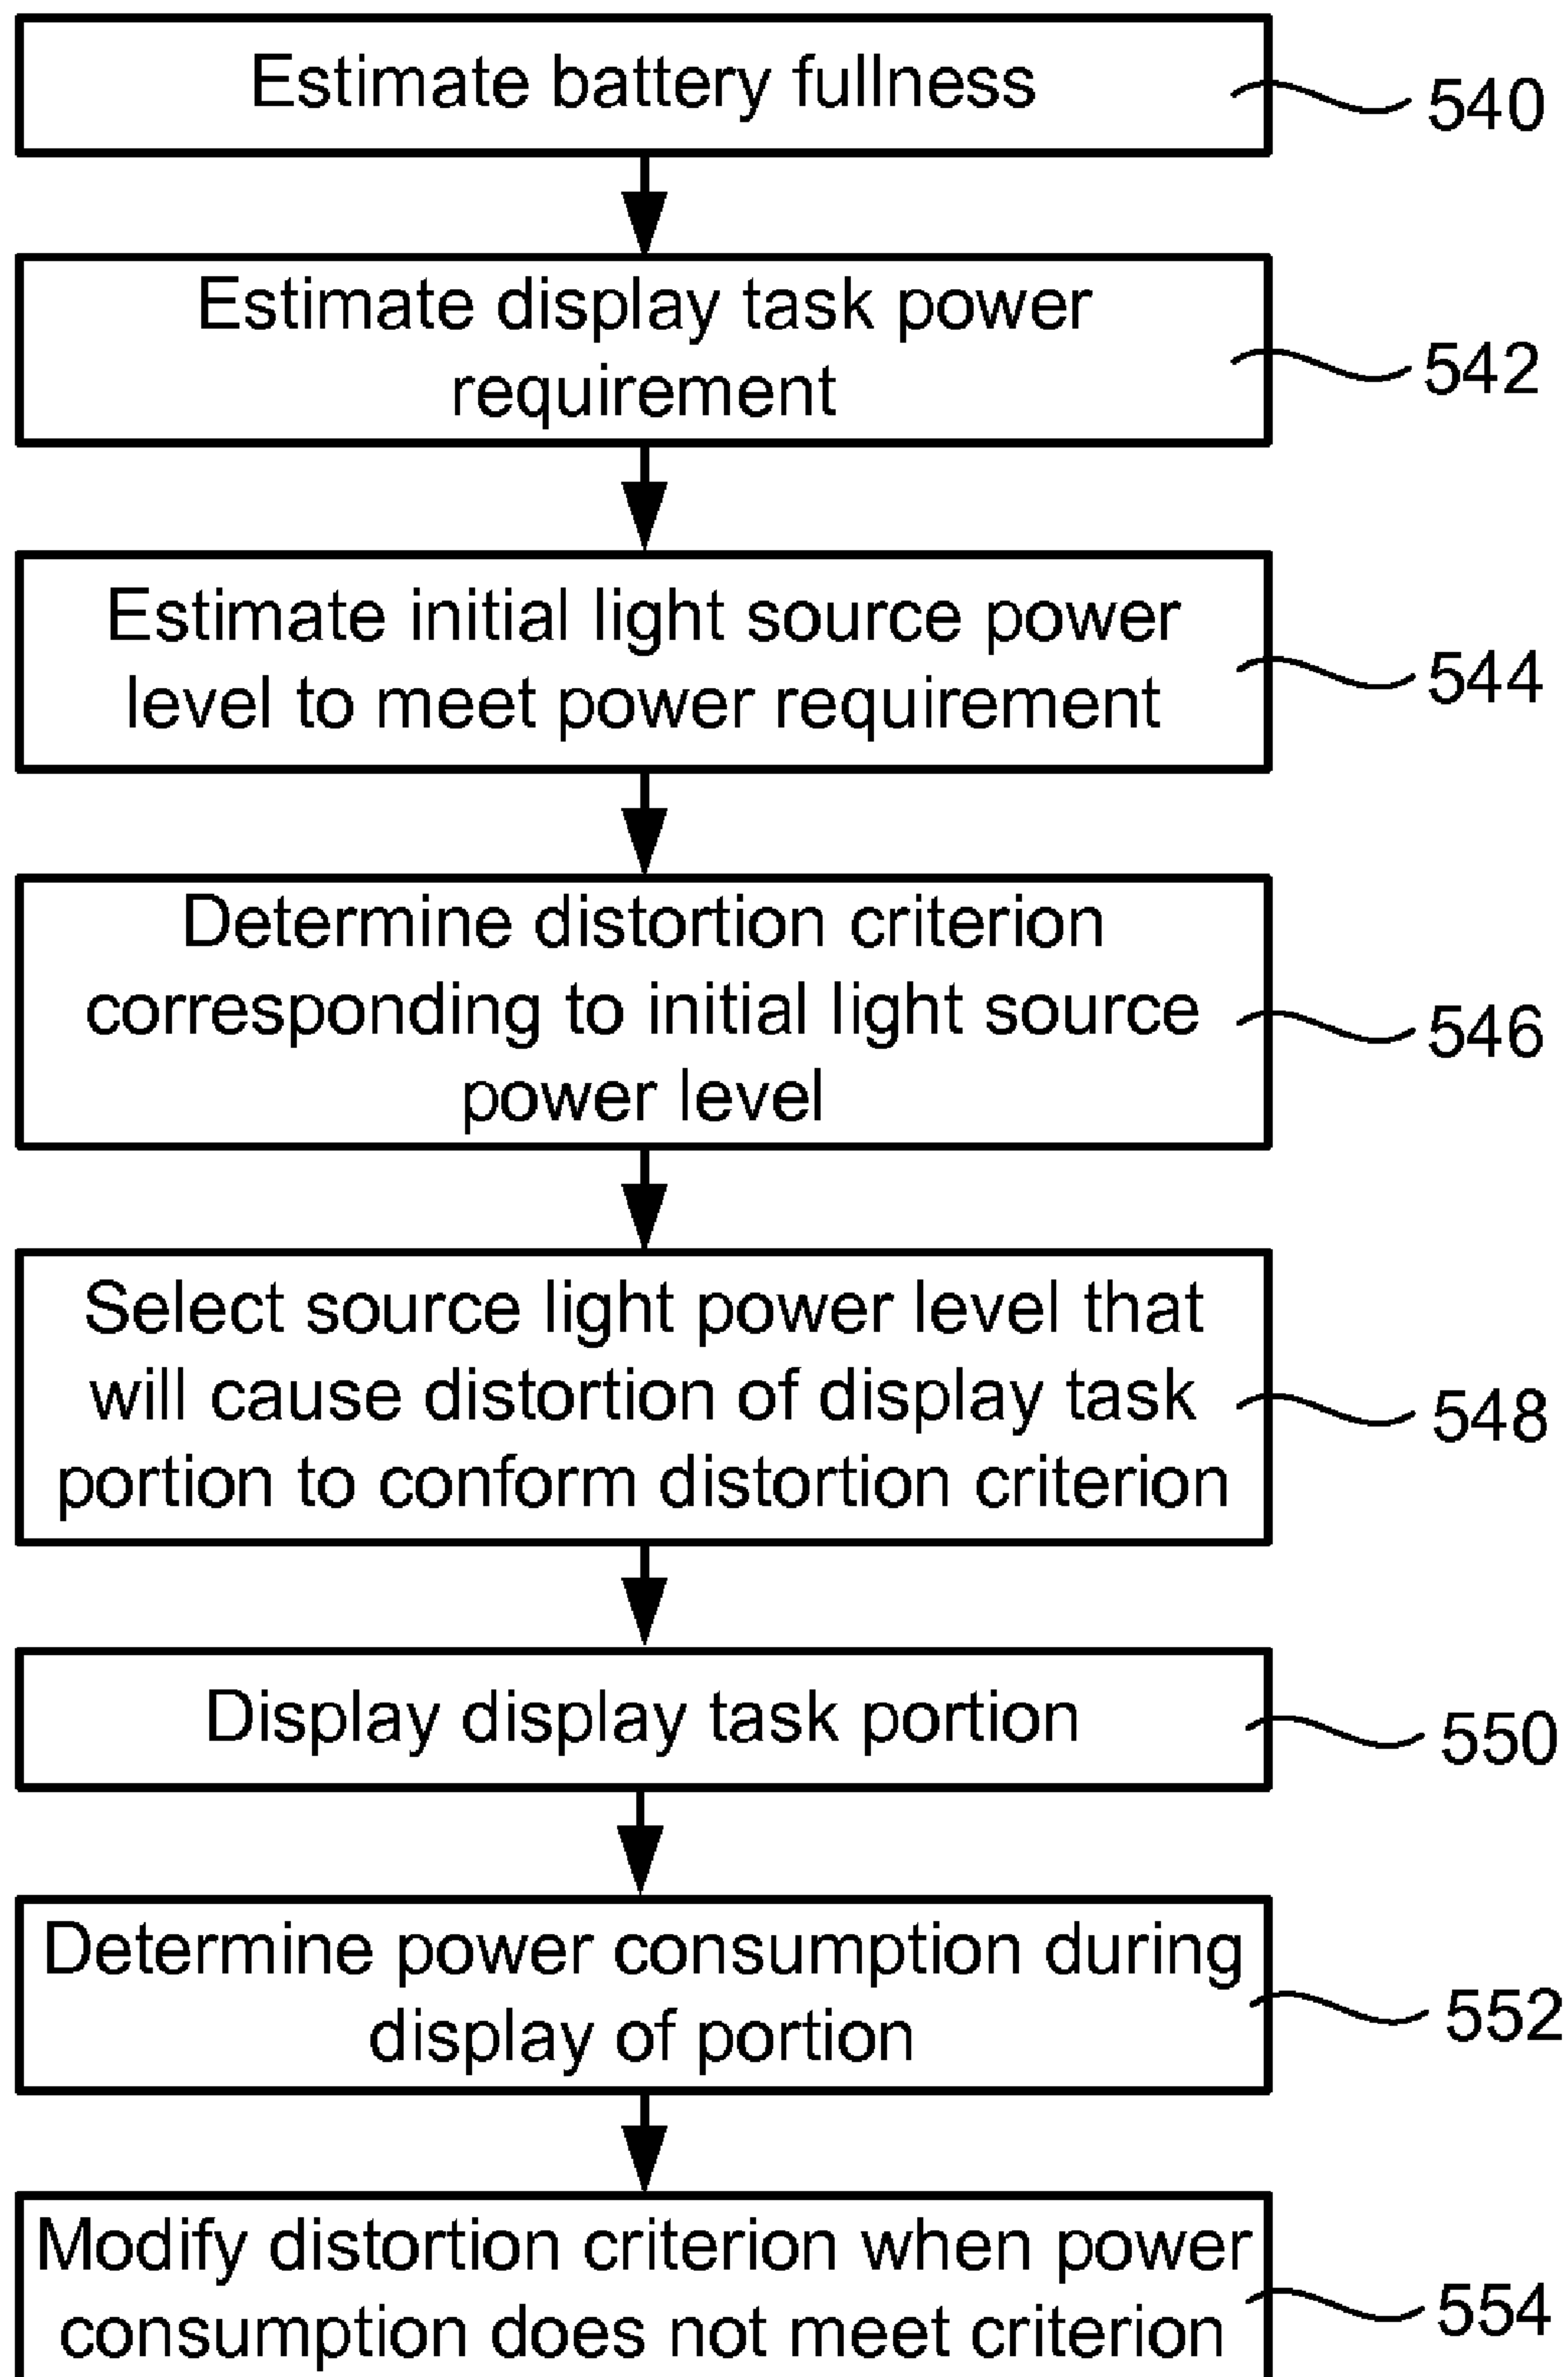 Estimate battery fullness
540
Estimate display task power
requirement
542
Estimate initial light source power
level to meet power requirement
544
Determine distortion criterion
corresponding to initial light source
power level
546
Select source light power level that
will cause distortion of display task
portion to conform distortion criterion
548
Display display task portion
550
Determine power consumption during
display of portion
552
Modify distortion criterion when power
consumption does not meet criterion
554